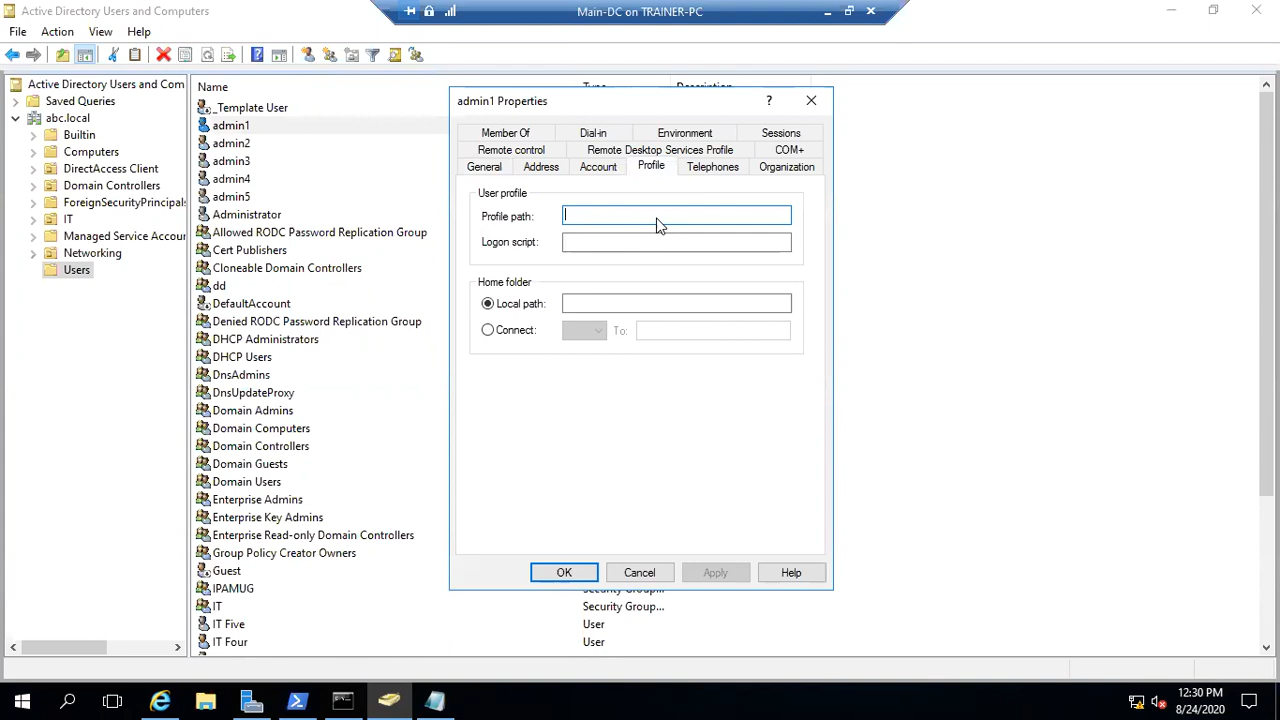 Active Directory Users and Computers
Main-DC on TRAINER-PC
File Action View Help
Active Directory Users and Com
Saved Queries
abc.local
Builtin
Computers
DirectAccess Client
Domain Controllers
ForeignSecurityPrincipals
IT
Managed Service Accour
Networking
Users
Name
_Template User
admin1
admin2
admin3
admin4
admin5
Administrator
Allowed RODC Password Replication Group
Cert Publishers
Cloneable Domain Controllers
dd
DefaultAccount
Denied RODC Password Replication Group
DHCP Administrators
DHCP Users
DnsAdmins
DnsUpdateProxy
Domain Admins
Domain Computers
Domain Controllers
Domain Guests
Domain Users
Enterprise Admins
Enterprise Key Admins
Enterprise Read-only Domain Controllers
Group Policy Creator Owners
Guest
IPAMUG
IT Security Group...
IT Five User
IT Four User
admin1 Properties
?
Member Of Dial-in Environment Sessions
Remote control Remote Desktop Services Profile COM+
General Address Account Profile Telephones Organization
User profile
Profile path:
Logon script:
Home folder
Local path:
Connect: To:
OK Cancel Apply Help
12:30 PM
8/24/2020